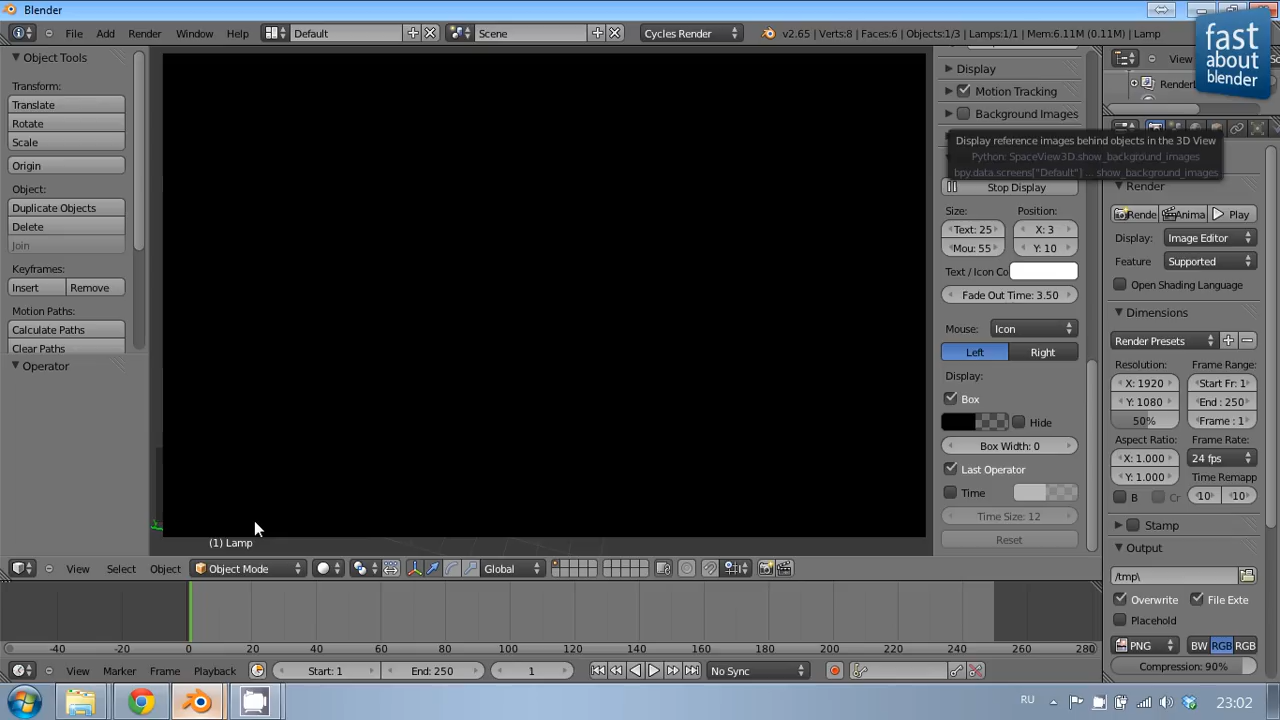 Blender
File Add Render Window Help Default Scene Cycles Render v2.65 | Verts:8 | Faces:6 | Objects:1/3 | Lamps:1/1 | Mem:6.11M (0.11M) | Lamp
fast
about
blender
Object Tools
Transform:
Translate
Rotate
Scale
Origin
Object:
Duplicate Objects
Delete
Join
Keyframes:
Insert Remove
Motion Paths:
Calculate Paths
Clear Paths
Operator
(1) Lamp
Display
Motion Tracking
Background Images
Display reference images behind objects in the 3D View
Python: SpaceView3D.show_background_images
bpy.data.screens["Default"] ... show_background_images
Stop Display
Size: Position:
Text: 25 X: 3
Mou: 55 Y: 10
Text / Icon Co
Fade Out Time: 3.50
Mouse: Icon
Left Right
Display:
Box
Hide
Box Width: 0
Last Operator
Time
Time Size: 12
Reset
View
Render
Rende Anima Play
Display: Image Editor
Feature Supported
Open Shading Language
Dimensions
Render Presets
Resolution: Frame Range:
X: 1920 Start Fr: 1
Y: 1080 End : 250
50% Frame : 1
Aspect Ratio: Frame Rate:
X: 1.000 24 fps
Y: 1.000 Time Remapp
B Cr 10 10
Stamp
Output
/tmp\
Overwrite File Exte
Placehold
PNG BW RGB RGB
Compression: 90%
View Select Object Object Mode Global
-40 -20 0 20 40 60 80 100 120 140 160 180 200 220 240 260 280
View Marker Frame Playback Start: 1 End: 250 1 No Sync
RU 23:02